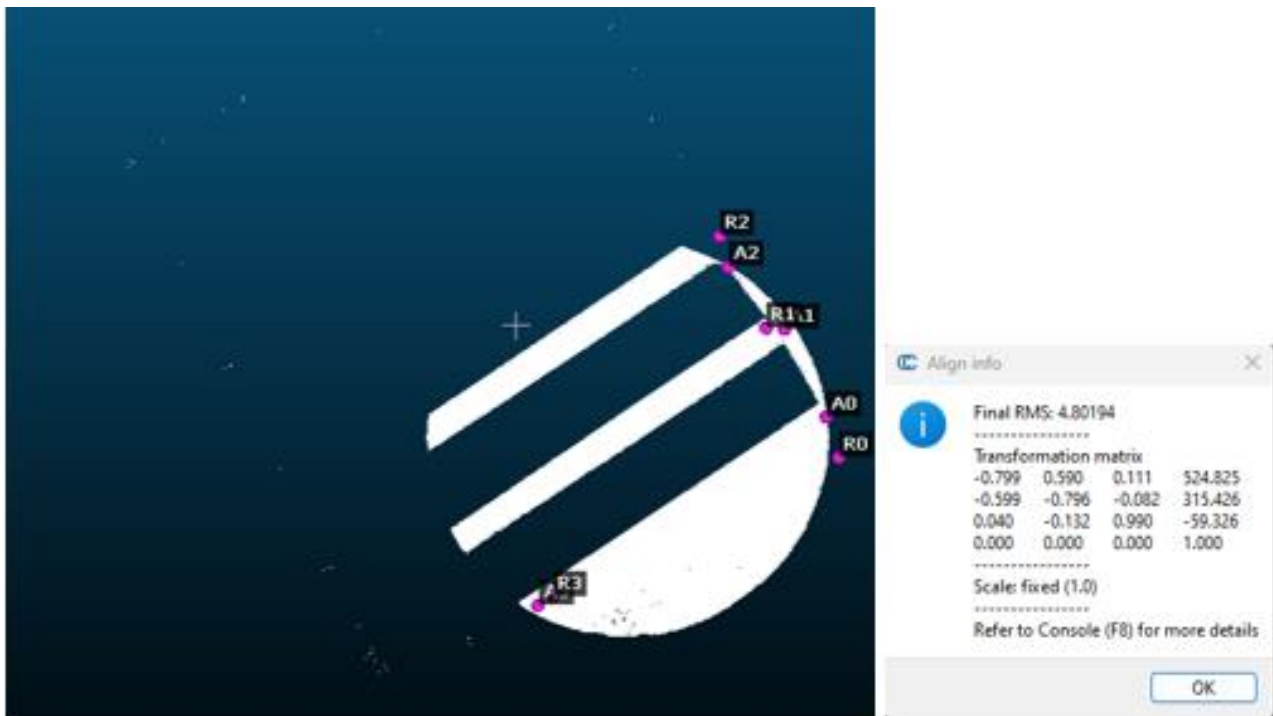 R2
A2
R1
A0
R0
R3
Align info
Final RMS: 4.80194
----------------
Transformation matrix
-0.799 0.590 0.111 524.825
-0.599 -0.796 -0.082 315.426
0.040 -0.132 0.990 -59.326
0.000 0.000 0.000 1.000
----------------
Scale: fixed (1.0)
----------------
Refer to Console (F8) for more details
OK